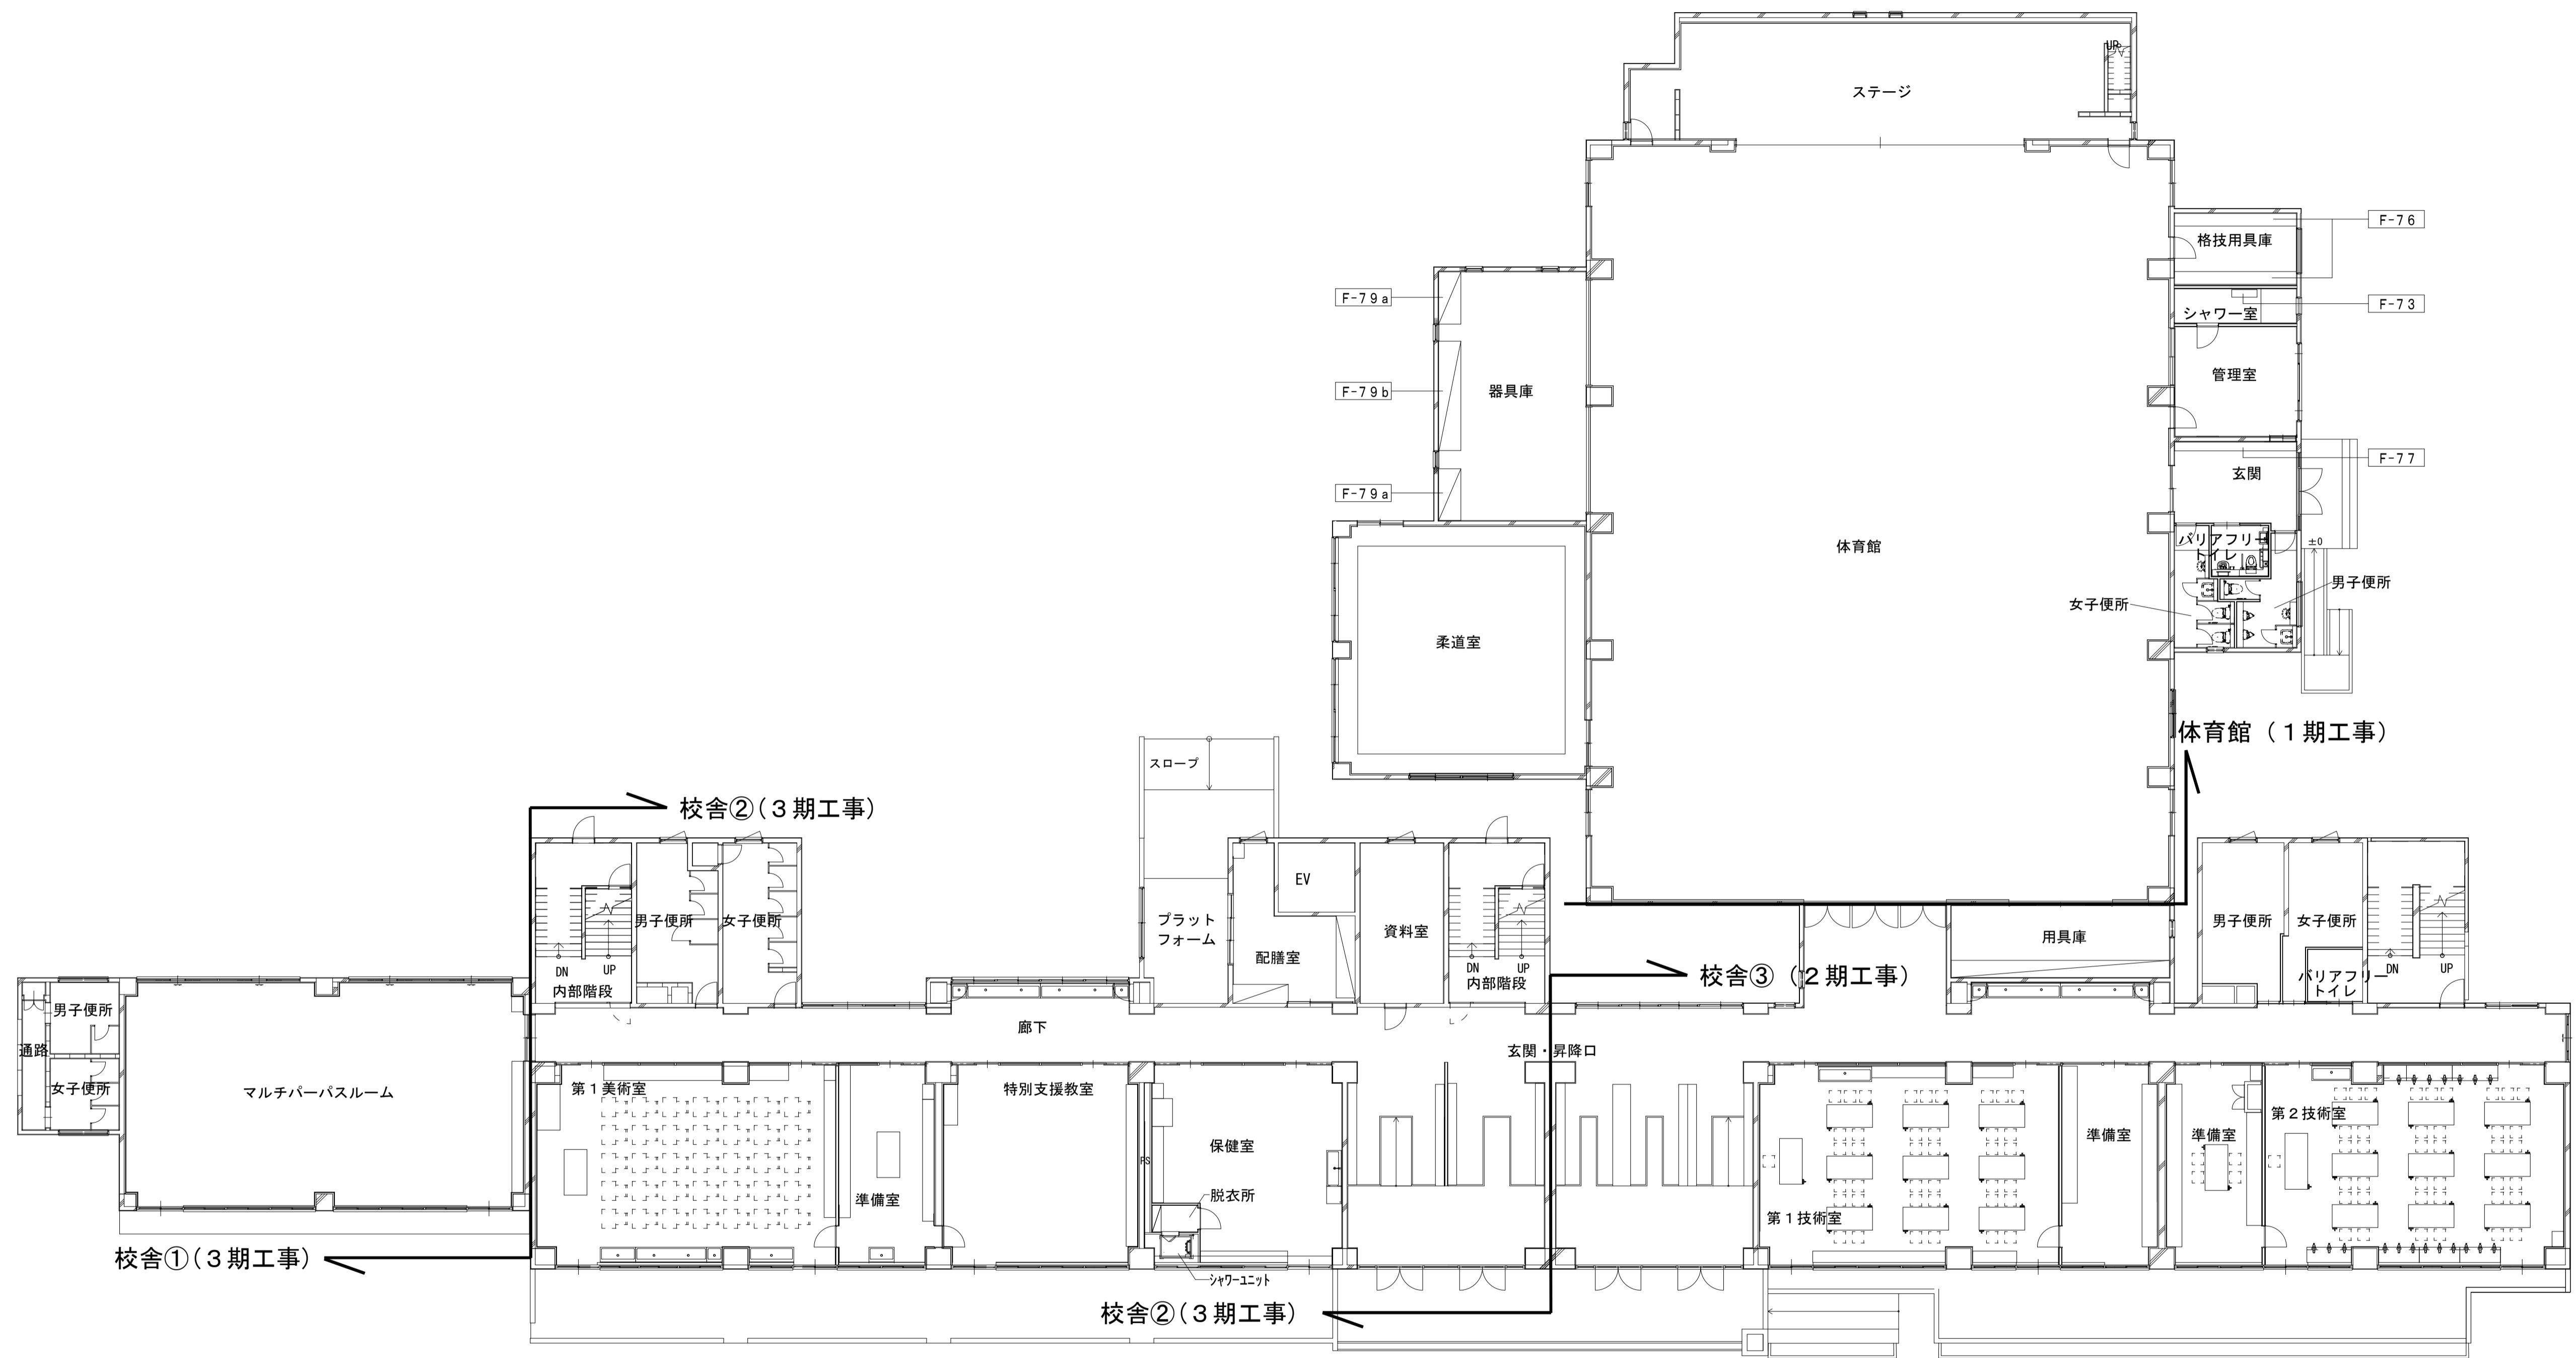 UP
ステージ
F-76
格技用具庫
F-79a
F-73
シャワー室
管理室
F-79b
器具庫
F-77
玄関
F-79a
体育館
バリアフリー
トイレ
±0
男子便所
女子便所
柔道室
体育館（１期工事）
スロープ
校舎②(３期工事)
EV
男子便所
女子便所
プラット
フォーム
配膳室
資料室
用具庫
男子便所
女子便所
DN
UP
内部階段
DN
UP
内部階段
校舎③（２期工事）
バリアフリー
トイレ
DN
UP
男子便所
通路
女子便所
マルチパーパスルーム
廊下
玄関・昇降口
第１美術室
準備室
特別支援教室
PS
保健室
脱衣所
シャワーユニット
第１技術室
準備室
準備室
第２技術室
校舎①(３期工事)
校舎②(３期工事)